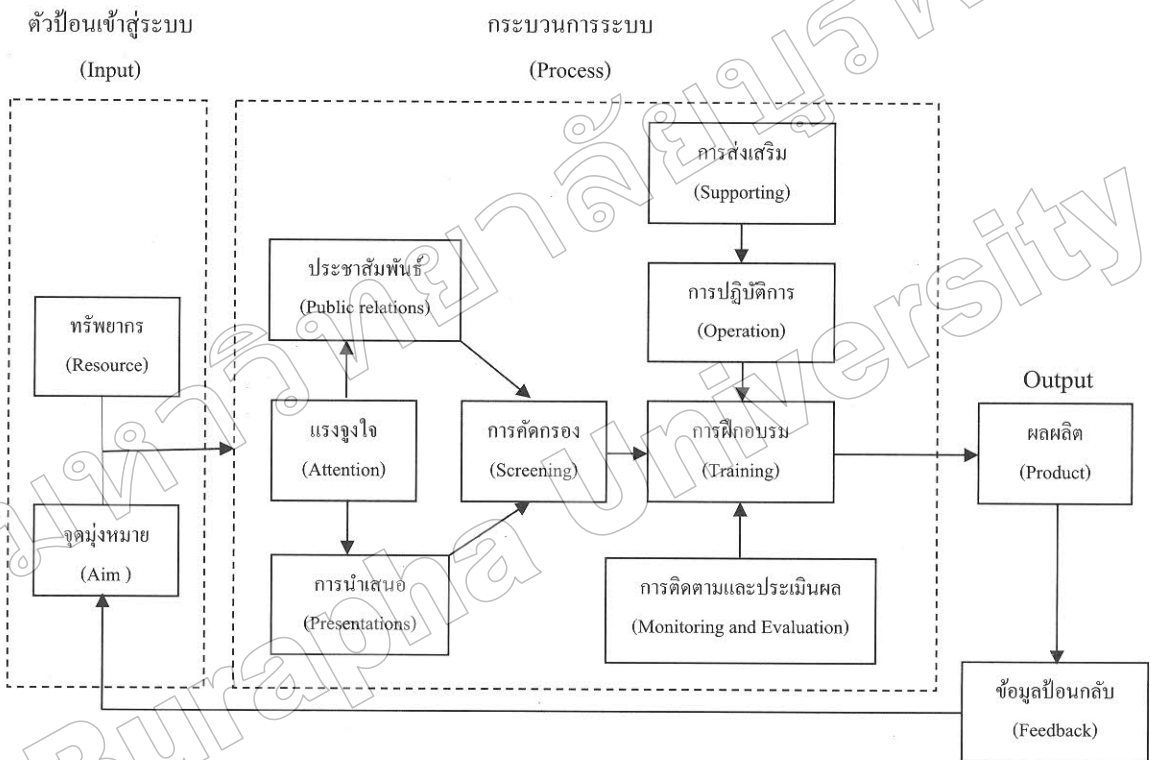 ตัวป้อนเข้าสู่ระบบ
(Input)
กระบวนการระบบ
(Process)
การส่งเสริม
(Supporting)
ประชาสัมพันธ์
(Public relations)
การปฏิบัติการ
(Operation)
ทรัพยากร
(Resource)
Output
แรงจูงใจ
(Attention)
การคัดกรอง
(Screening)
การฝึกอบรม
(Training)
ผลผลิต
(Product)
จุดมุ่งหมาย
(Aim )
การนำเสนอ
(Presentations)
การติดตามและประเมินผล
(Monitoring and Evaluation)
ข้อมูลป้อนกลับ
(Feedback)
Burapha University